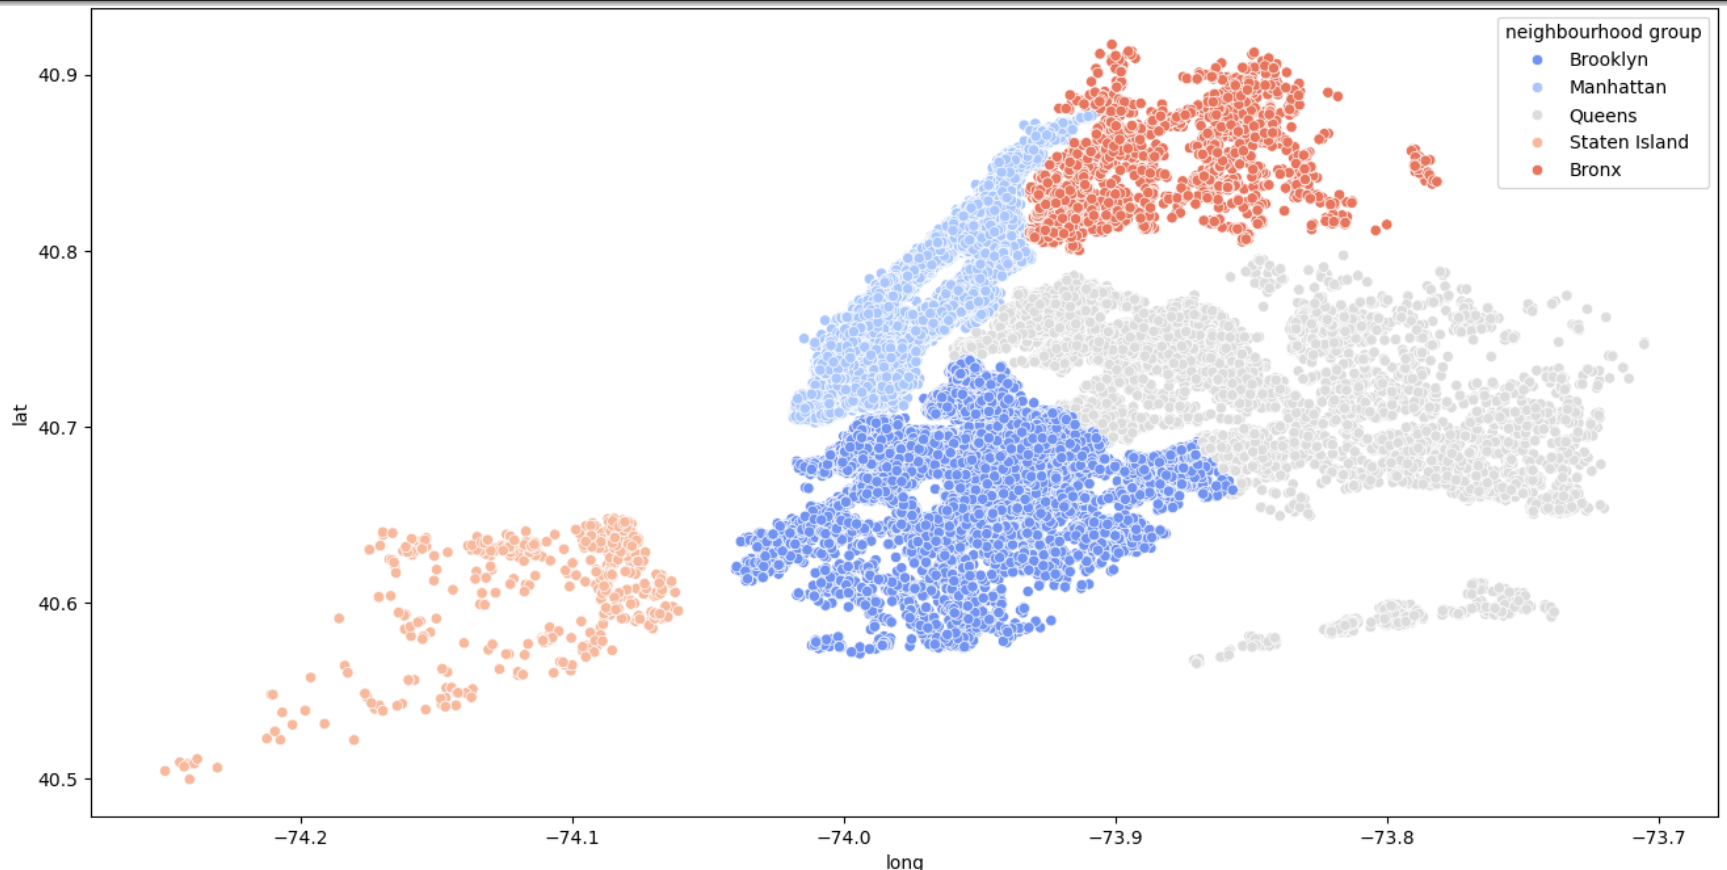 neighbourhood group
Brooklyn
Manhattan
Queens
Staten Island
Bronx
40.9
40.8
40.7
40.6
40.5
lat
−74.2 −74.1 −74.0 −73.9 −73.8 −73.7
long